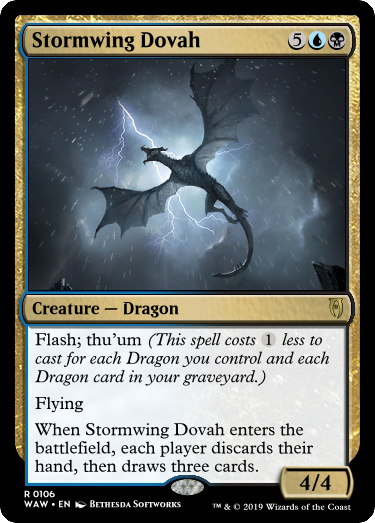 Stormwing Dovah 5
Creature — Dragon
Flash; thu'um (This spell costs 1 less to
cast for each Dragon you control and each
Dragon card in your graveyard.)
Flying
When Stormwing Dovah enters the
battlefield, each player discards their
hand, then draws three cards.
4/4
R 0106
WAW • EN Bethesda Softworks ™ & © 2019 Wizards of the Coast